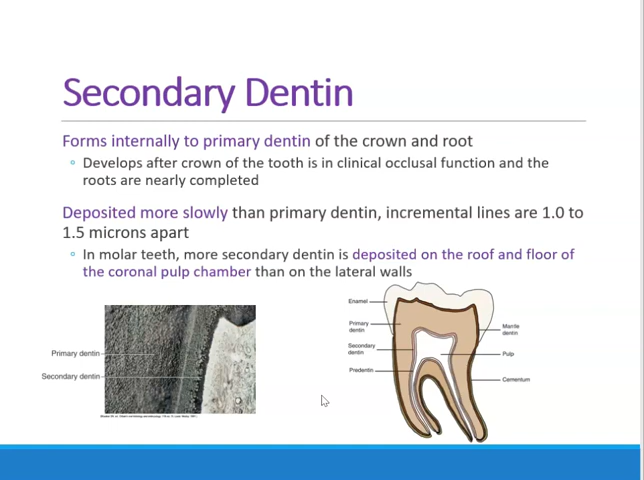 Secondary Dentin
Forms internally to primary dentin of the crown and root
Develops after crown of the tooth is in clinical occlusal function and the
roots are nearly completed
Deposited more slowly than primary dentin, incremental lines are 1.0 to
1.5 microns apart
In molar teeth, more secondary dentin is deposited on the roof and floor of
the coronal pulp chamber than on the lateral walls
Primary dentin
Secondary dentin
Enamel
Primary
dentin
Secondary
dentin
Predentin
Mantle
dentin
Pulp
Cementum